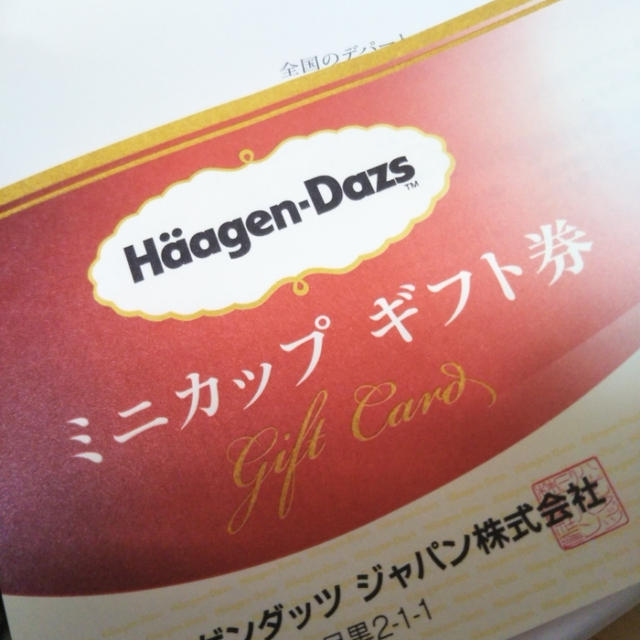 全国のデパート
Häagen-Dazs™
ミニカップ ギフト券
Gift Card
ゲンダッツ ジャパン株式会社
目黒2-1-1